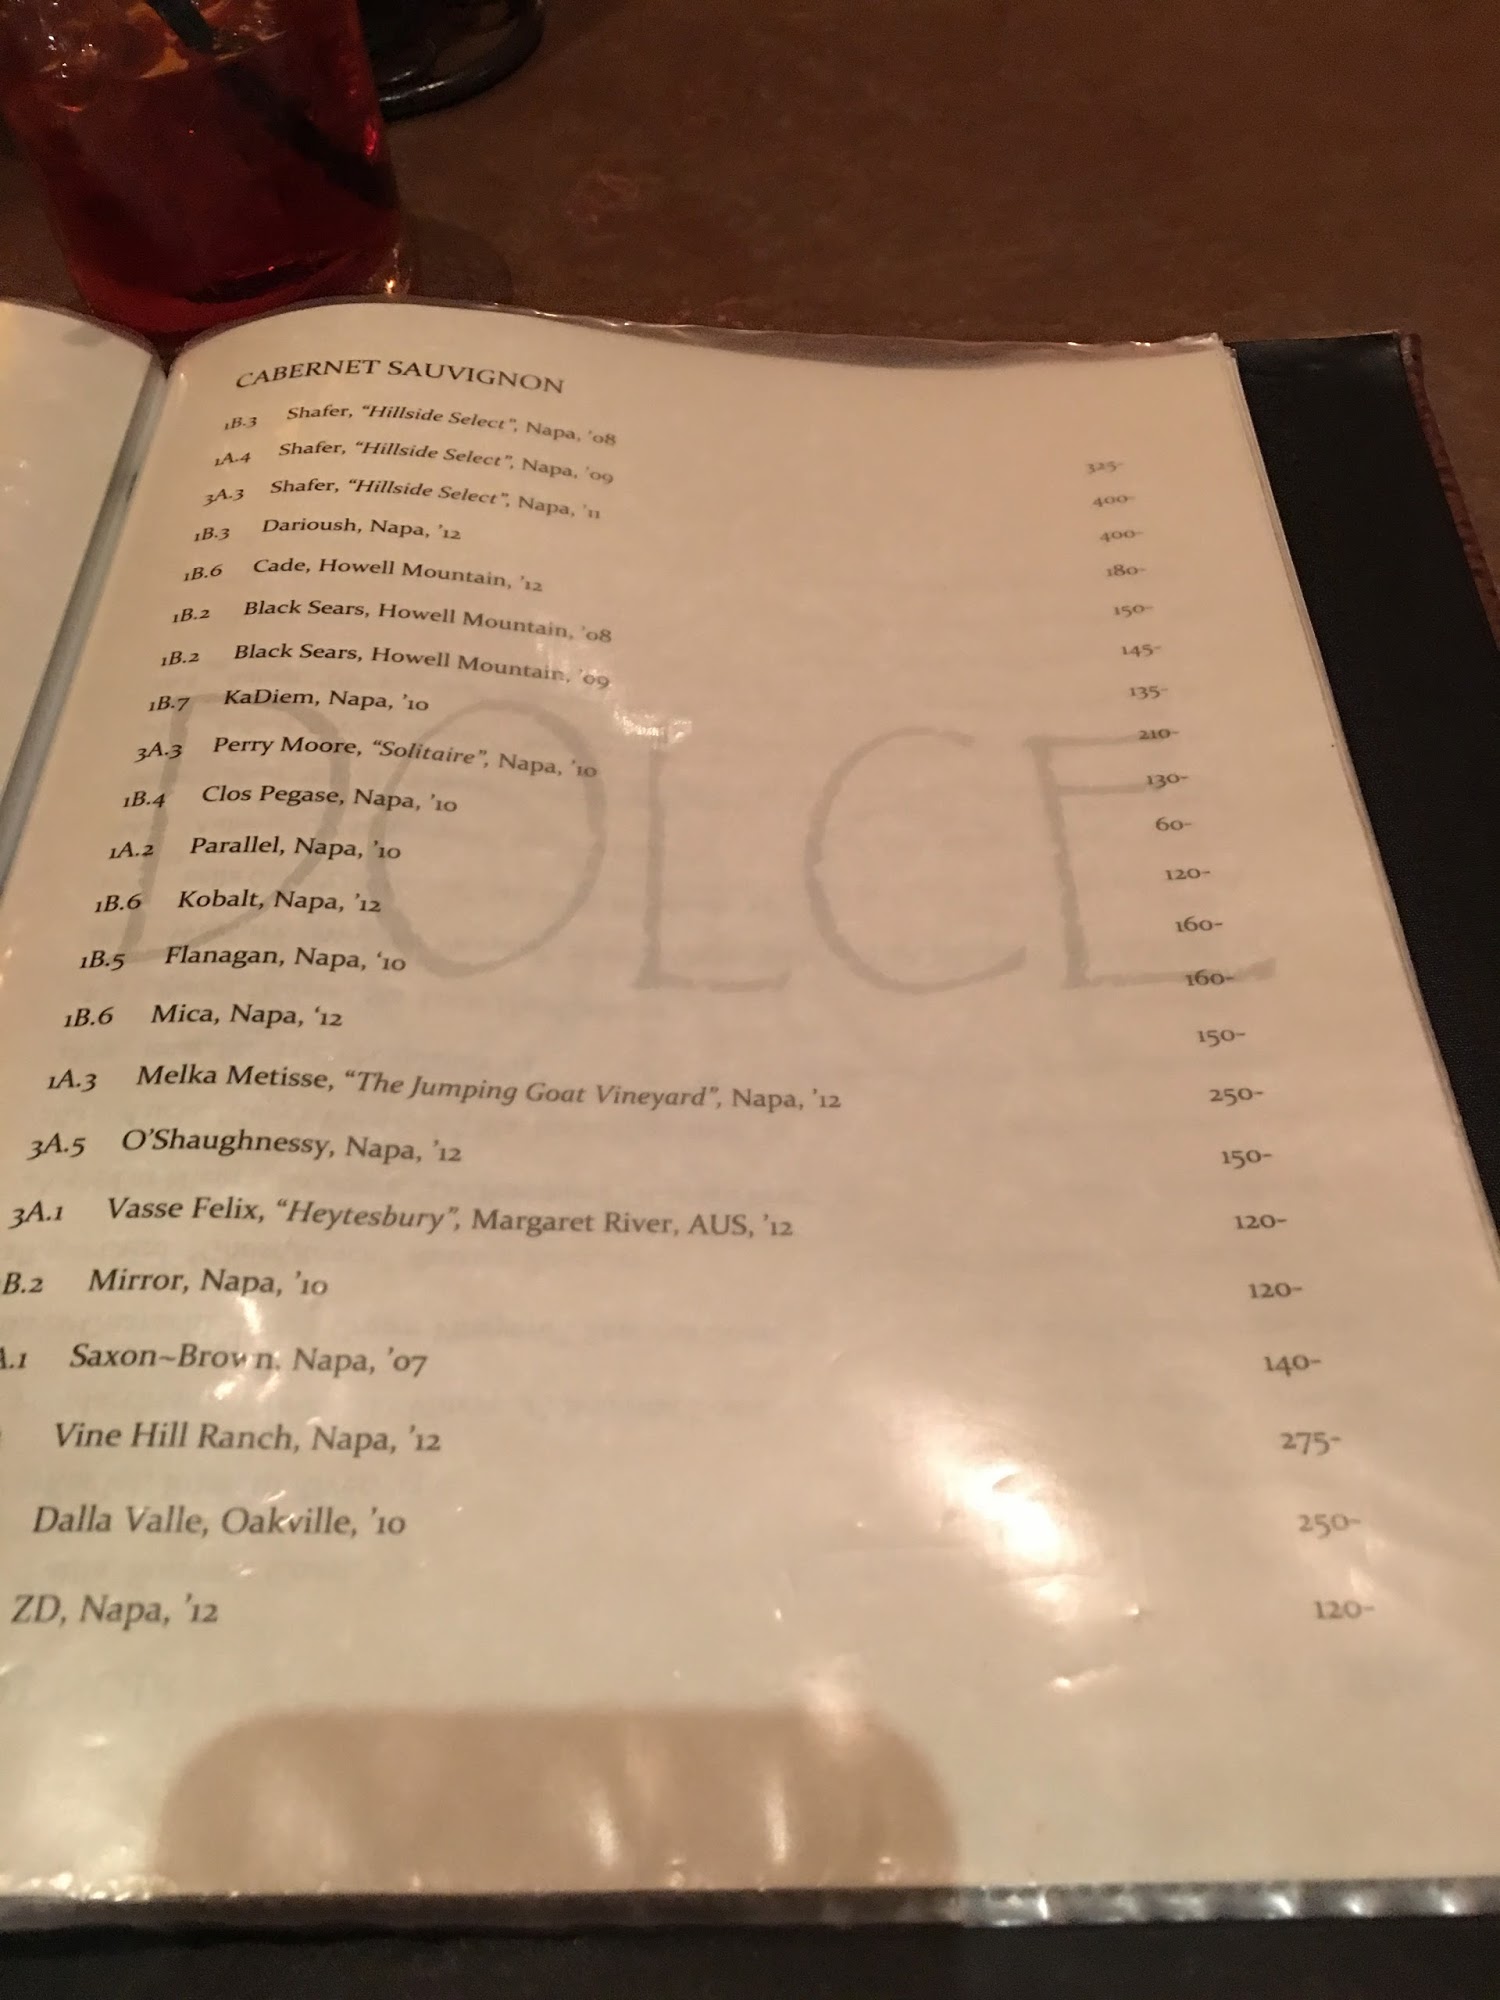 CABERNET SAUVIGNON
1B.3 Shafer, “Hillside Select”, Napa, ’08 325-
1A.4 Shafer, “Hillside Select”, Napa, ’09 400-
3A.3 Shafer, “Hillside Select”, Napa, ’11 400-
1B.3 Darioush, Napa, ’12 180-
1B.6 Cade, Howell Mountain, ’12 150-
1B.2 Black Sears, Howell Mountain, ’08 145-
1B.2 Black Sears, Howell Mountain, ’09 135-
1B.7 KaDiem, Napa, ’10 210-
3A.3 Perry Moore, “Solitaire”, Napa, ’10 130-
1B.4 Clos Pegase, Napa, ’10 60-
1A.2 Parallel, Napa, ’10 120-
1B.6 Kobalt, Napa, ’12 160-
1B.5 Flanagan, Napa, ‘10 160-
1B.6 Mica, Napa, ‘12 150-
1A.3 Melka Metisse, “The Jumping Goat Vineyard”, Napa, ’12 250-
3A.5 O’Shaughnessy, Napa, ’12 150-
3A.1 Vasse Felix, “Heytesbury”, Margaret River, AUS, ’12 120-
B.2 Mirror, Napa, ’10 120-
A.1 Saxon~Brown. Napa, ’07 140-
Vine Hill Ranch, Napa, ’12 275-
Dalla Valle, Oakville, ’10 250-
ZD, Napa, ’12 120-
DOLCE